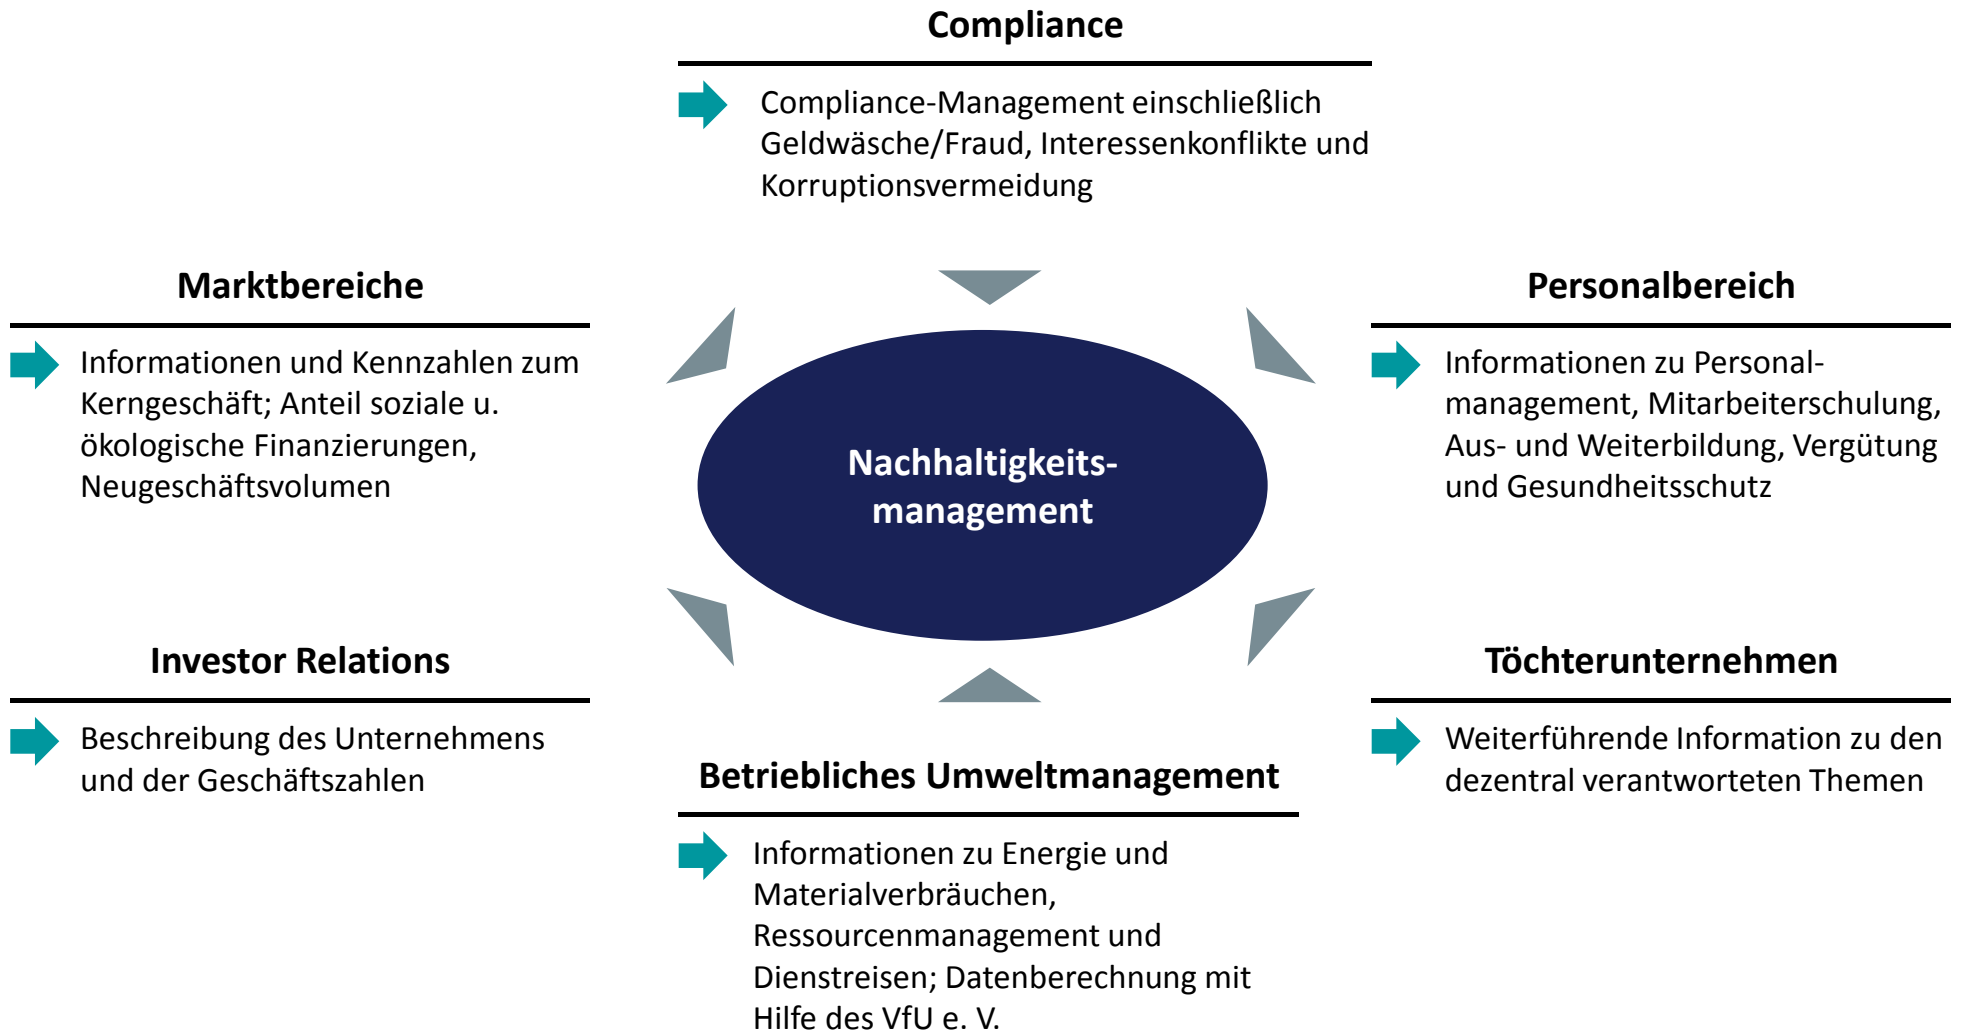 Compliance
Compliance-Management einschließlich
Geldwäsche/Fraud, Interessenkonflikte und
Korruptionsvermeidung
Marktbereiche
Informationen und Kennzahlen zum
Kerngeschäft; Anteil soziale u.
ökologische Finanzierungen,
Neugeschäftsvolumen
Personalbereich
Informationen zu Personal-
management, Mitarbeiterschulung,
Aus- und Weiterbildung, Vergütung
und Gesundheitsschutz
Nachhaltigkeits-
management
Investor Relations
Beschreibung des Unternehmens
und der Geschäftszahlen
Töchterunternehmen
Weiterführende Information zu den
dezentral verantworteten Themen
Betriebliches Umweltmanagement
Informationen zu Energie und
Materialverbräuchen,
Ressourcenmanagement und
Dienstreisen; Datenberechnung mit
Hilfe des VfU e. V.